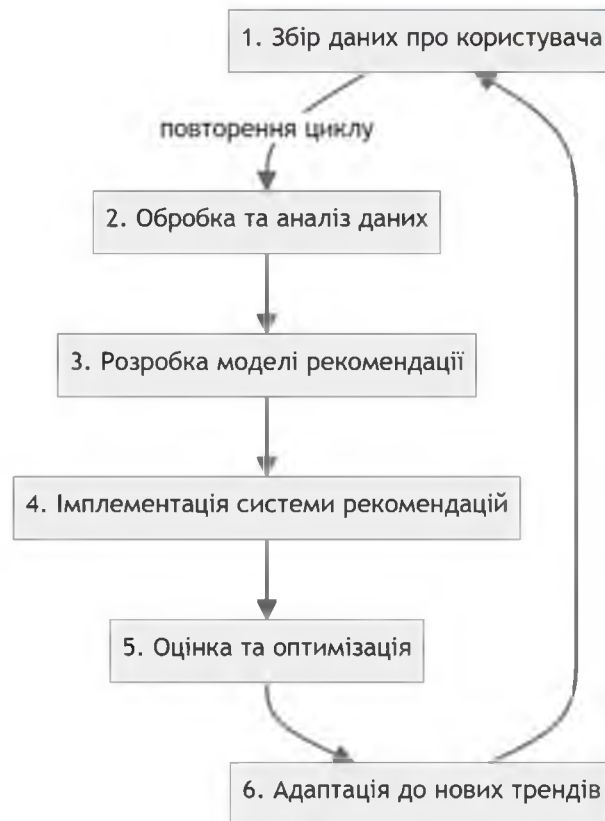 1. Збір даних про користувача
повторення циклу
2. Обробка та аналіз даних
3. Розробка моделі рекомендації
4. Імплементація системи рекомендацій
5. Оцінка та оптимізація
6. Адаптація до нових трендів